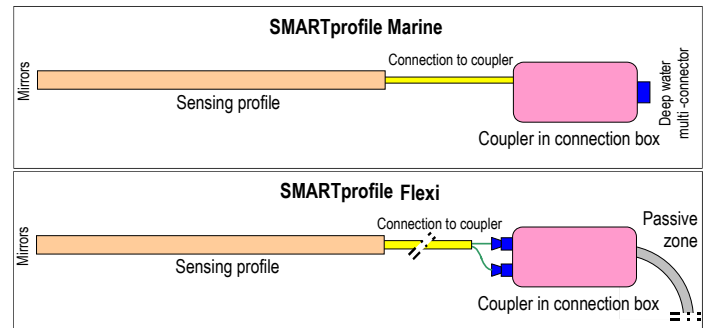 SMARTprofile Marine
Connection to coupler
Mirrors
Sensing profile
Coupler in connection box
Deep water
multi -connector
SMARTprofile Flexi
Connection to coupler
Passive
zone
Mirrors
Sensing profile
Coupler in connection box